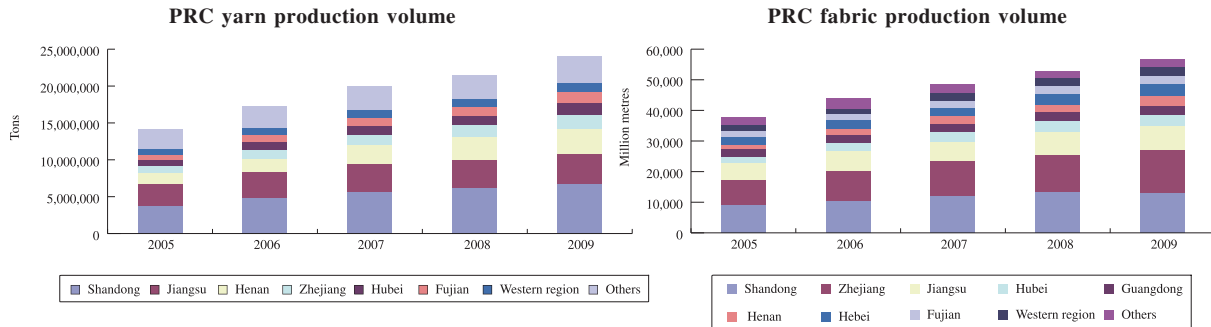 PRC yarn production volume
Tons
25,000,000
20,000,000
15,000,000
10,000,000
5,000,000
0
2005 2006 2007 2008 2009
Shandong Jiangsu Henan Zhejiang Hubei Fujian Western region Others
PRC fabric production volume
Million metres
60,000
50,000
40,000
30,000
20,000
10,000
0
2005 2006 2007 2008 2009
Shandong Zhejiang Jiangsu Hubei Guangdong
Henan Hebei Fujian Western region Others